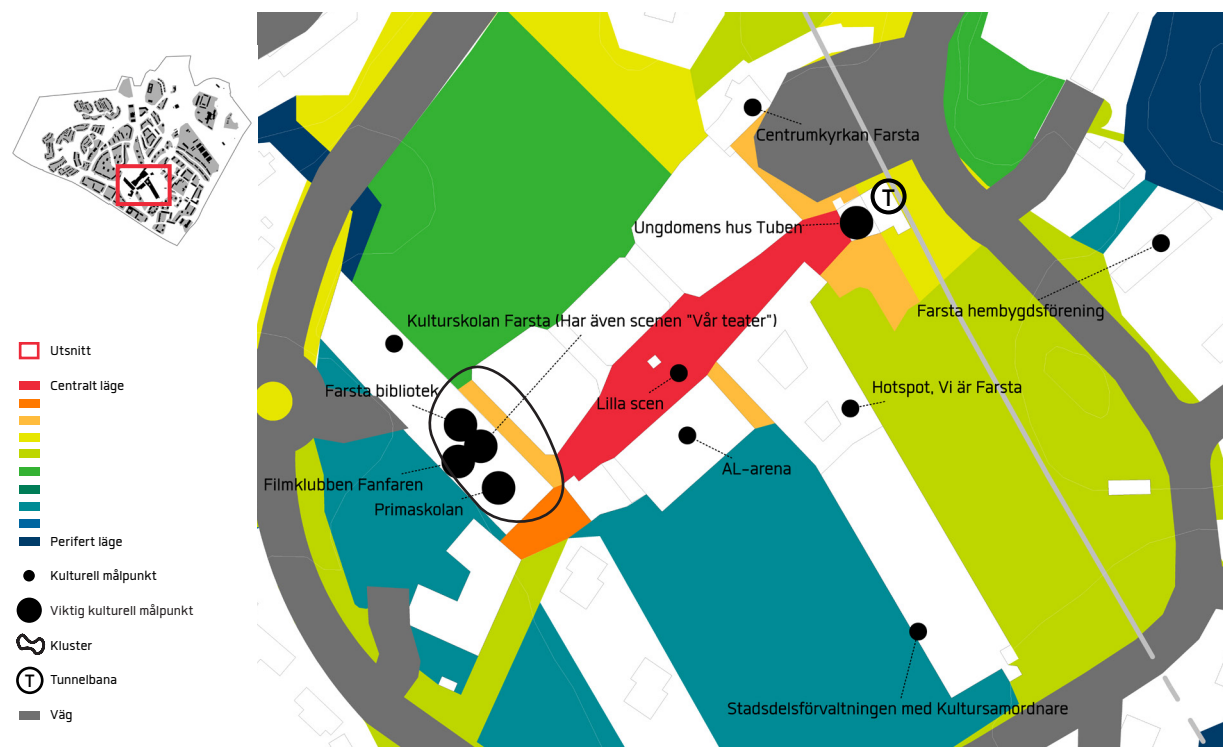 Centrumkyrkan Farsta
T
Ungdomens hus Tuben
Farsta hembygdsförening
Kulturskolan Farsta (Har även scenen "Vår teater")
Farsta bibliotek
Lilla scen
Hotspot, Vi är Farsta
AL-arena
Filmklubben Fanfaren
Primaskolan
Stadsdelsförvaltningen med Kultursamordnare
Utsnitt
Centralt läge
Perifert läge
Kulturell målpunkt
Viktig kulturell målpunkt
Kluster
T Tunnelbana
Väg